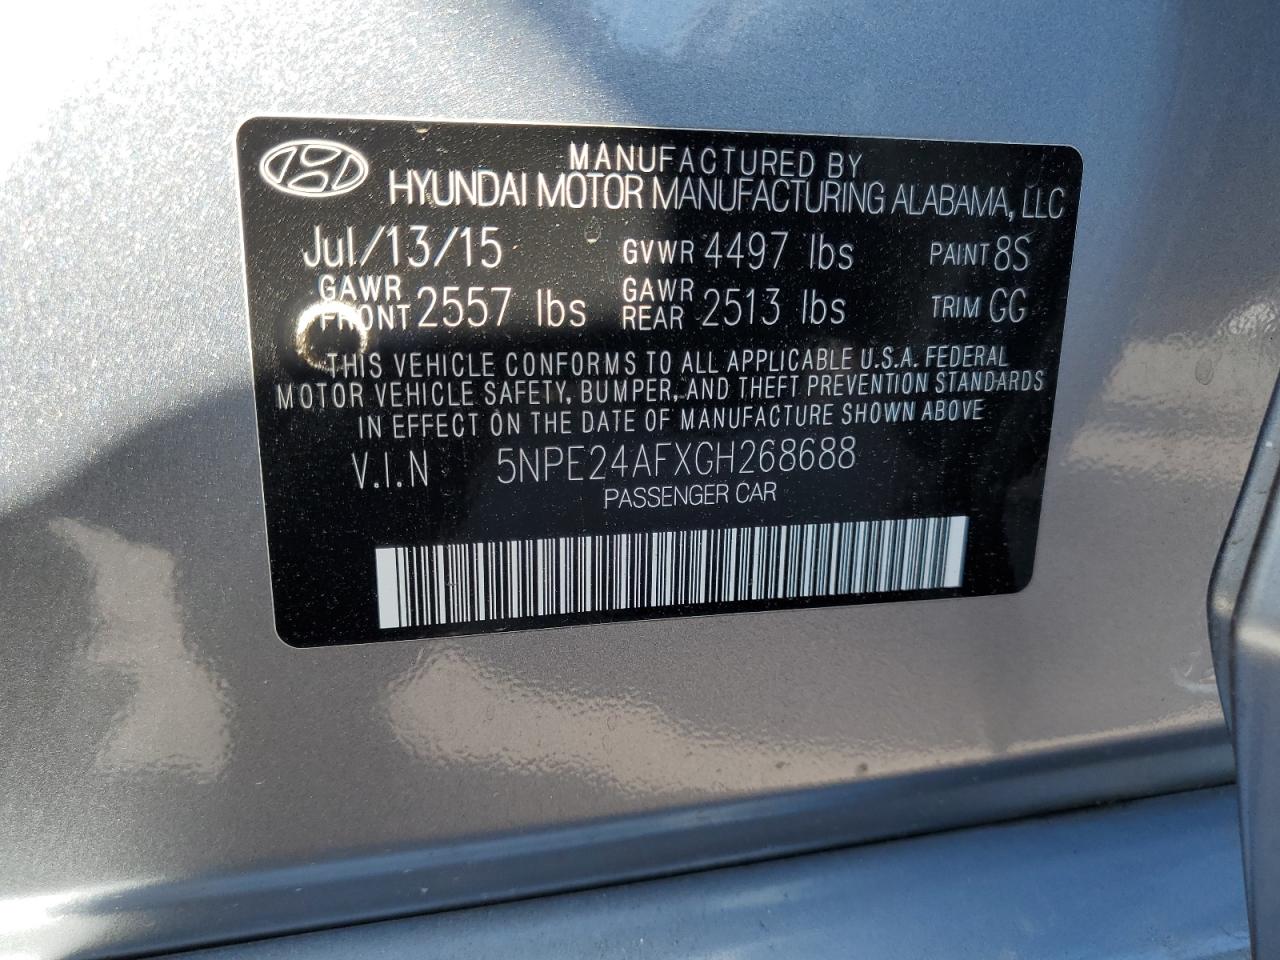 MANUFACTURED BY
HYUNDAI MOTOR MANUFACTURING ALABAMA, LLC
Jul/13/15 GVWR 4497 lbs PAINT 8S
GAWR FRONT 2557 lbs GAWR REAR 2513 lbs TRIM GG
THIS VEHICLE CONFORMS TO ALL APPLICABLE U.S.A. FEDERAL
MOTOR VEHICLE SAFETY, BUMPER, AND THEFT PREVENTION STANDARDS
IN EFFECT ON THE DATE OF MANUFACTURE SHOWN ABOVE
V.I.N 5NPE24AFXGH268688
PASSENGER CAR